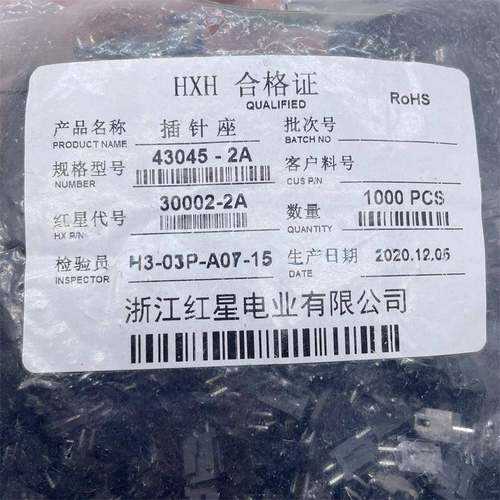 HXH 合格证
QUALIFIED
RoHS
产品名称 插针座 批次号
PRODUCT NAME BATCH NO
规格型号 43045-2A 客户料号
NUMBER CUS P/N
红星代号 30002-2A 数量 1000 PCS
HX P/N QUANTITY
检验员 H3-03P-A07-15 生产日期 2020.12.06
INSPECTOR DATE
浙江红星电业有限公司